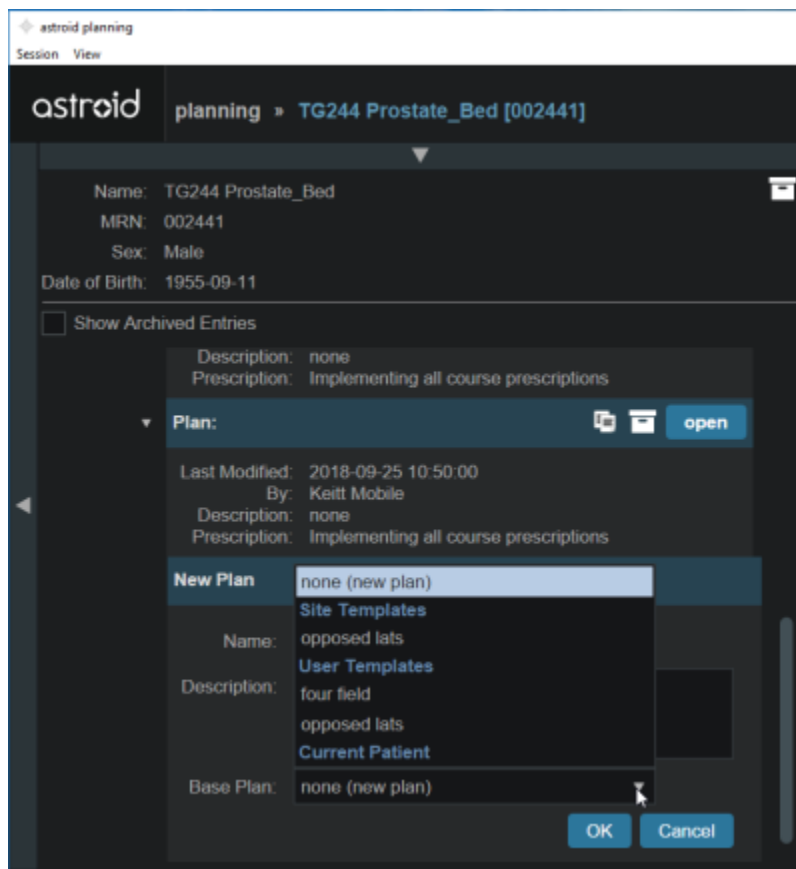 astroid planning
Session View
astroid planning » TG244 Prostate_Bed [002441]
Name: TG244 Prostate_Bed
MRN: 002441
Sex: Male
Date of Birth: 1955-09-11
Show Archived Entries
Description: none
Prescription: Implementing all course prescriptions
Plan: open
Last Modified: 2018-09-25 10:50:00
By: Keitt Mobile
Description: none
Prescription: Implementing all course prescriptions
New Plan none (new plan)
Site Templates
Name: opposed lats
User Templates
Description: four field
opposed lats
Current Patient
Base Plan: none (new plan)
OK Cancel